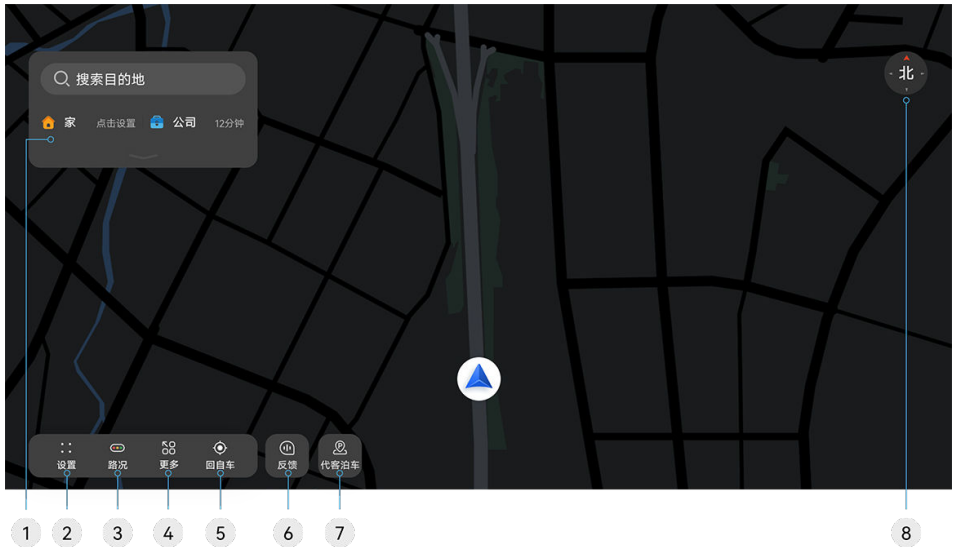 搜索目的地
北
家 点击设置 公司 12分钟
设置 路况 更多 回自车 反馈 P 代客泊车
1 2 3 4 5 6 7 8